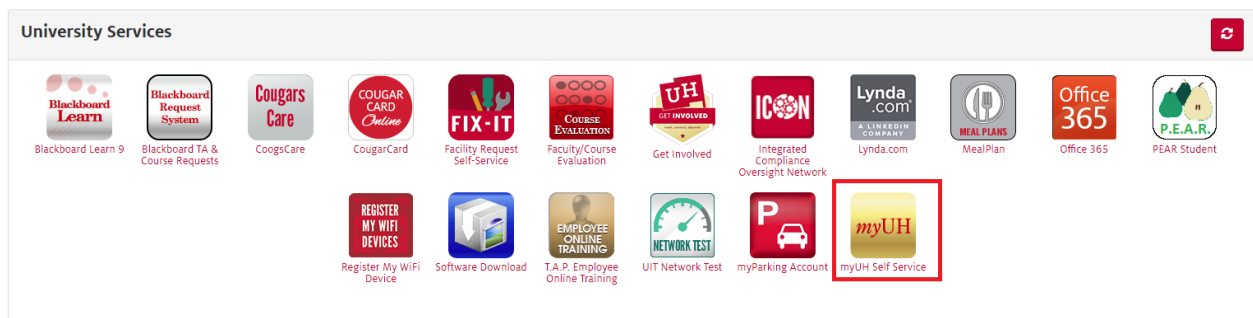 University Services
Blackboard
Learn
Blackboard
Request
System
Cougars
Care
COUGAR
CARD
Online
FIX-IT
COURSE
EVALUATION
UH
GET INVOLVED
ICON
Lynda
.com
A LINKEDIN
COMPANY
MEAL PLANS
Office
365
n
P.E.A.R.
Blackboard Learn 9
Blackboard TA &
Course Requests
CoogsCare
CougarCard
Facility Request
Self-Service
Faculty/Course
Evaluation
Get Involved
Integrated
Compliance
Oversight Network
Lynda.com
MealPlan
Office 365
PEAR Student
REGISTER
MY WIFI
DEVICES
EMPLOYEE
ONLINE
TRAINING
NETWORK TEST
P
myUH
Register My WiFi
Device
Software Download
T.A.P. Employee
Online Training
UIT Network Test
myParking Account
myUH Self Service